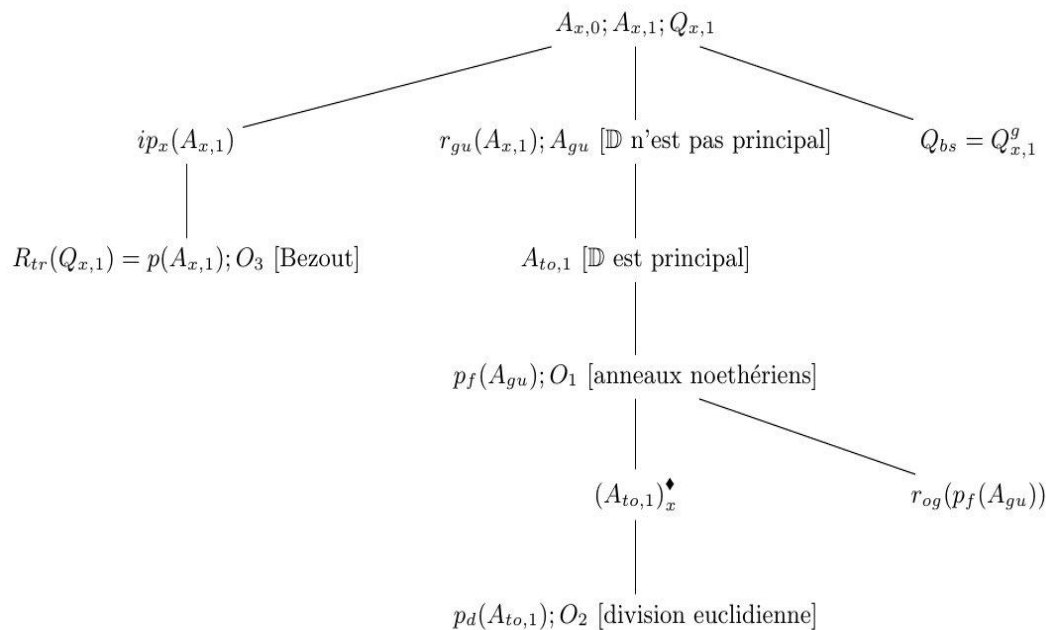 A_{x,0}; A_{x,1}; Q_{x,1}
ip_x(A_{x,1}) r_{gu}(A_{x,1}); A_{gu} [𝔻 n'est pas principal] Q_{bs} = Q^g_{x,1}
R_{tr}(Q_{x,1}) = p(A_{x,1}); O_3 [Bezout] A_{to,1} [𝔻 est principal]
p_f(A_{gu}); O_1 [anneaux noethériens]
(A_{to,1})^♦_x r_{og}(p_f(A_{gu}))
p_d(A_{to,1}); O_2 [division euclidienne]